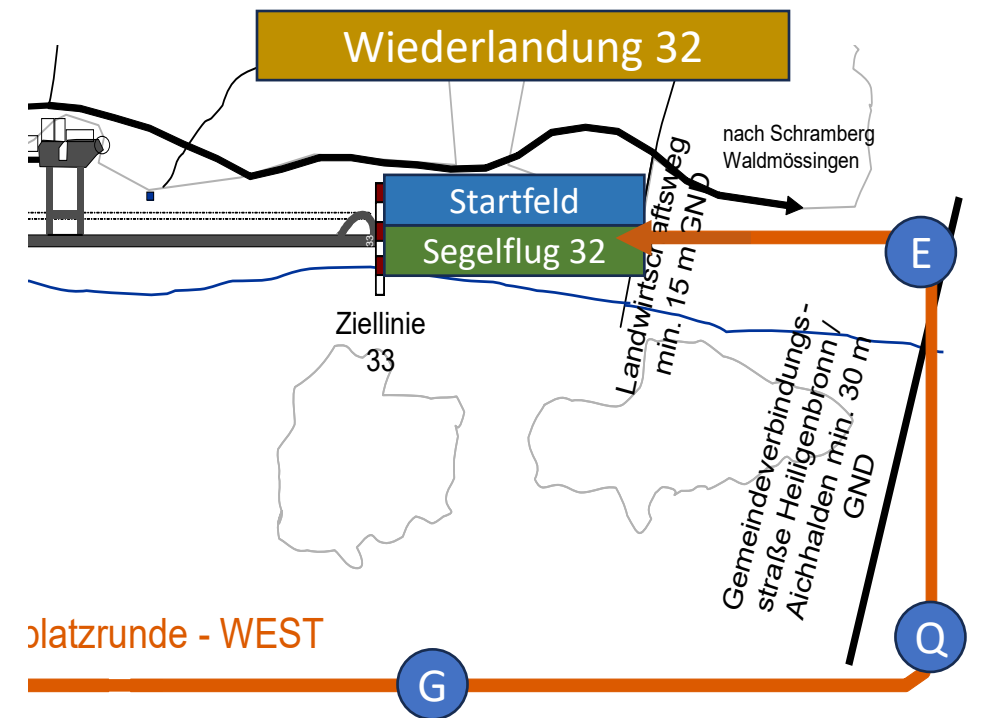 Wiederlandung 32
nach Schramberg
Waldmössingen
Startfeld
Segelflug 32
33
E
Ziellinie
33
Landwirtschaftsweg
min. 15 m GND
Gemeindeverbindungs-
straße Heiligenbronn /
Aichhalden min. 30 m
GND
platzrunde - WEST
Q
G